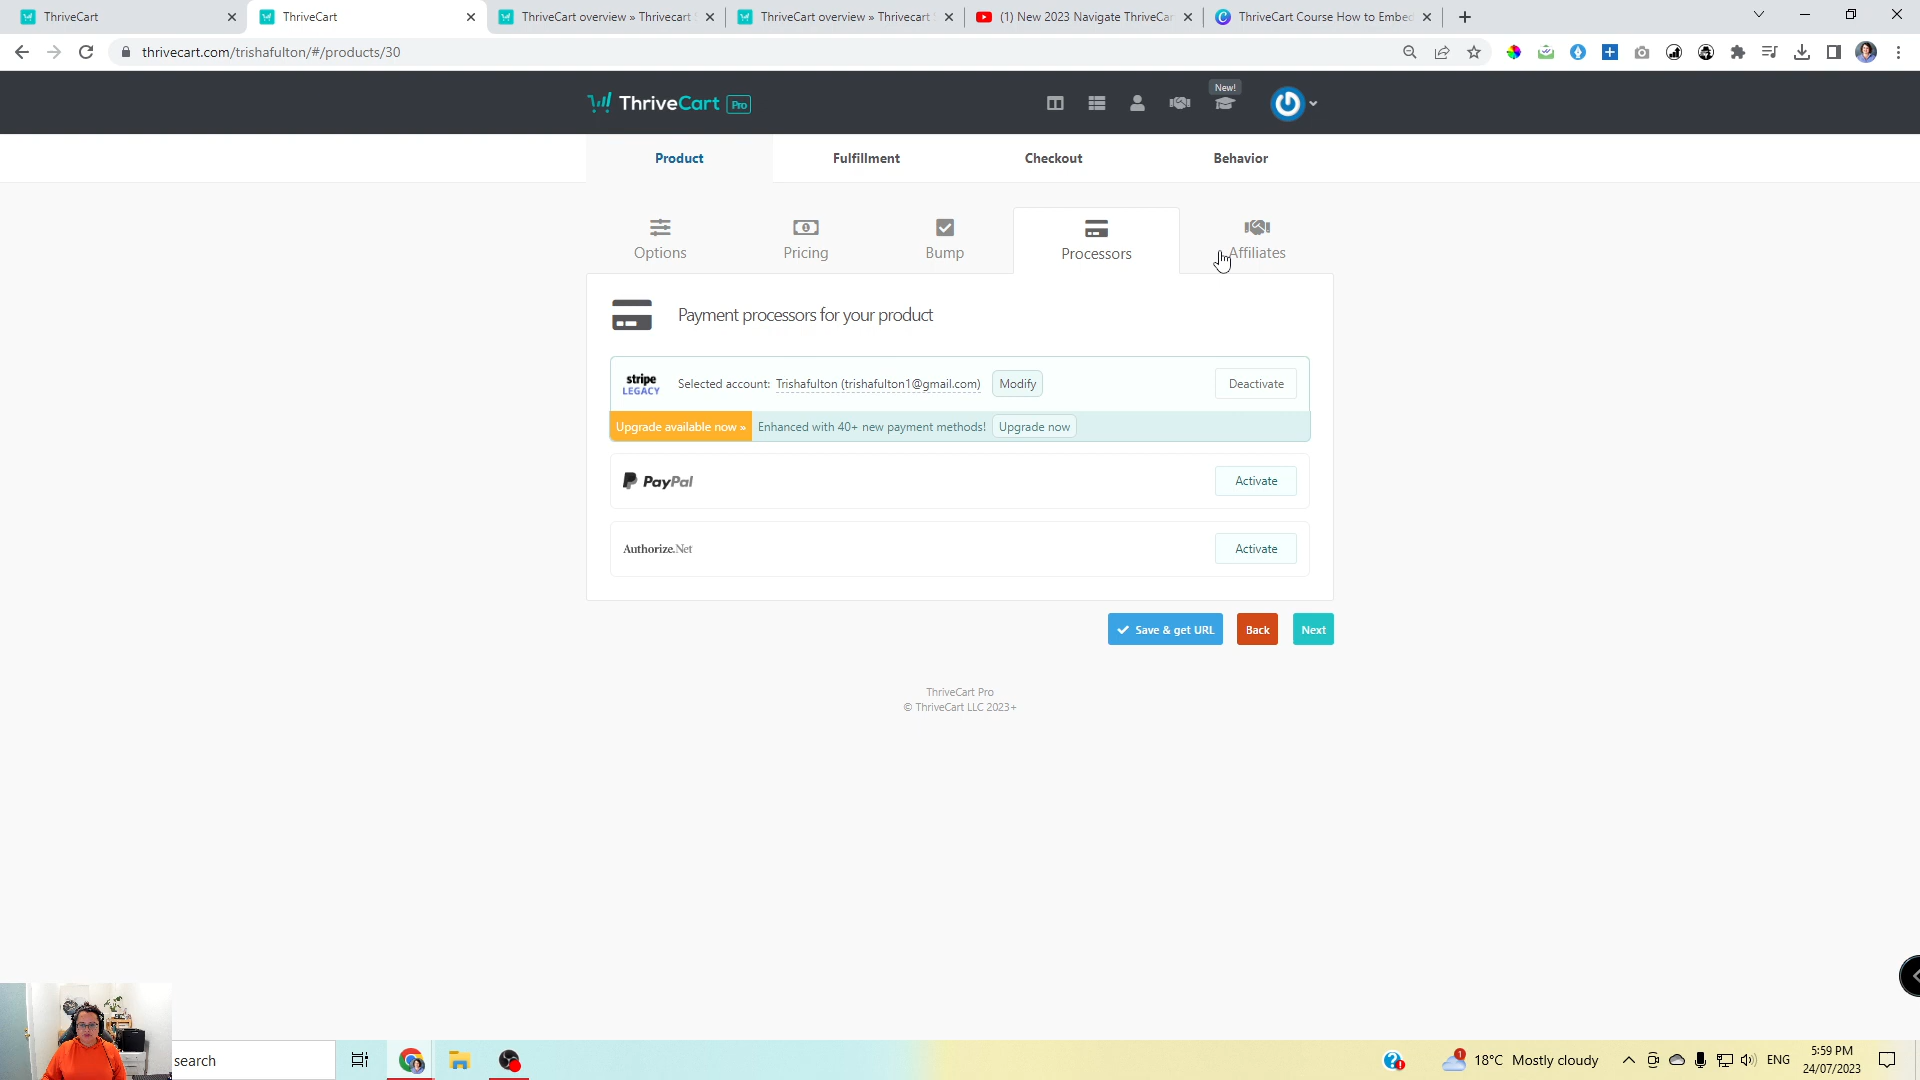 ThriveCart
ThriveCart
ThriveCart overview » Thrivecart
ThriveCart overview » Thrivecart
(1) New 2023 Navigate ThriveCar
ThriveCart Course How to Embed
thrivecart.com/trishafulton/#/products/30
ThriveCart Pro
New!
Product
Fulfillment
Checkout
Behavior
Options
Pricing
Bump
Processors
Affiliates
Payment processors for your product
stripe
LEGACY
Selected account: Trishafulton (trishafulton1@gmail.com)
Modify
Deactivate
Upgrade available now »
Enhanced with 40+ new payment methods!
Upgrade now
PayPal
Activate
Authorize.Net
Activate
Save & get URL
Back
Next
ThriveCart Pro
© ThriveCart LLC 2023+
search
1
18°C Mostly cloudy
ENG
5:59 PM
24/07/2023